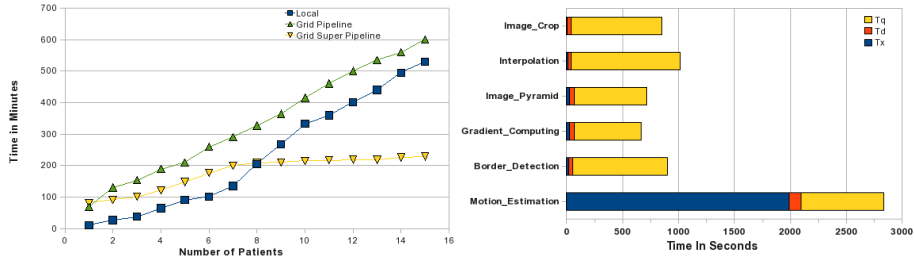 Local
Grid Pipeline
Grid Super Pipeline
700
600
500
400
300
200
100
0
Time in Minutes
0 2 4 6 8 10 12 14 16
Number of Patients
Tq
Td
Tx
Image_Crop
Interpolation
Image_Pyramid
Gradient_Computing
Border_Detection
Motion_Estimation
0 500 1000 1500 2000 2500 3000
Time In Seconds